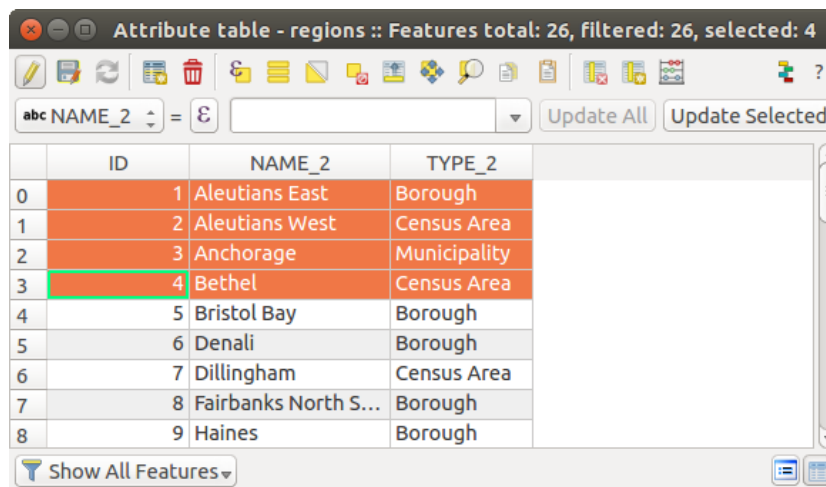 Attribute table - regions :: Features total: 26, filtered: 26, selected: 4
abc NAME_2 = ε Update All Update Selected
ID NAME_2 TYPE_2
0 1 Aleutians East Borough
1 2 Aleutians West Census Area
2 3 Anchorage Municipality
3 4 Bethel Census Area
4 5 Bristol Bay Borough
5 6 Denali Borough
6 7 Dillingham Census Area
7 8 Fairbanks North S... Borough
8 9 Haines Borough
Show All Features